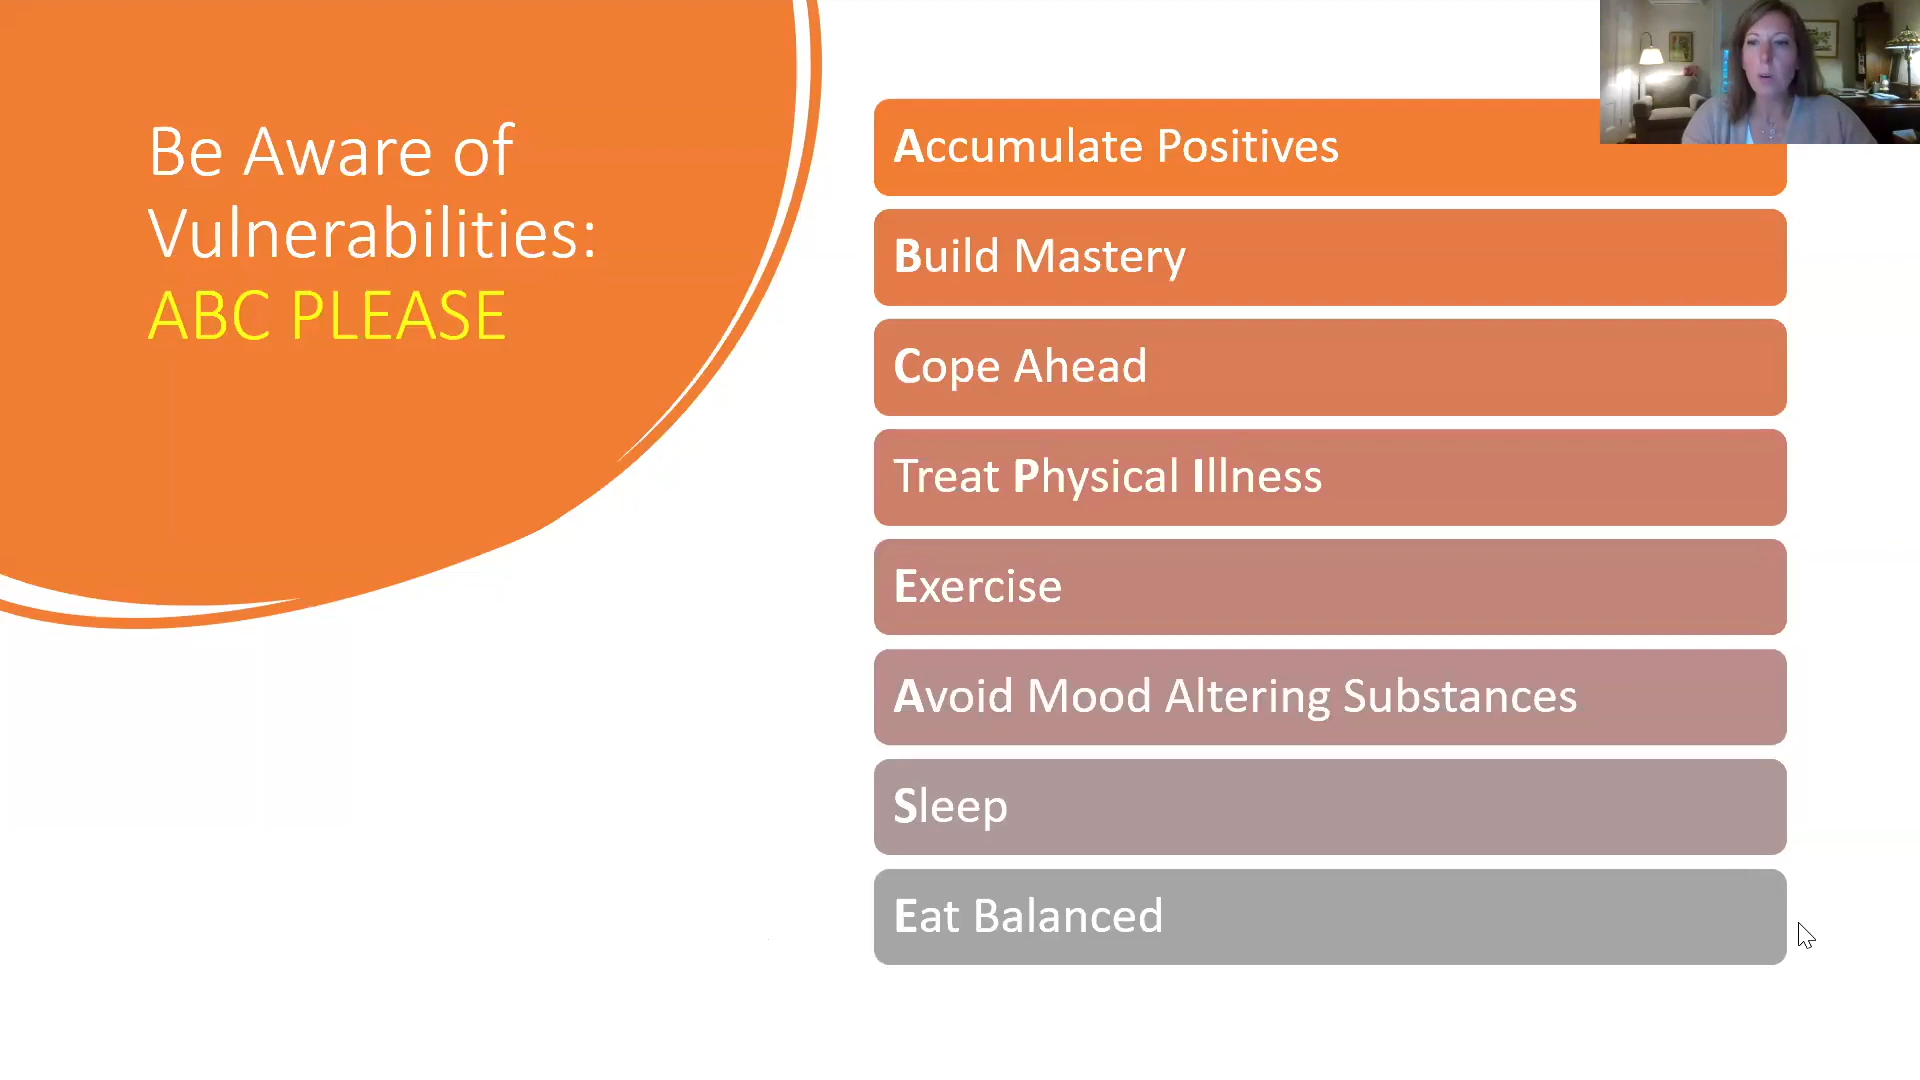 Be Aware of
Vulnerabilities:
ABC PLEASE
Accumulate Positives
Build Mastery
Cope Ahead
Treat Physical Illness
Exercise
Avoid Mood Altering Substances
Sleep
Eat Balanced